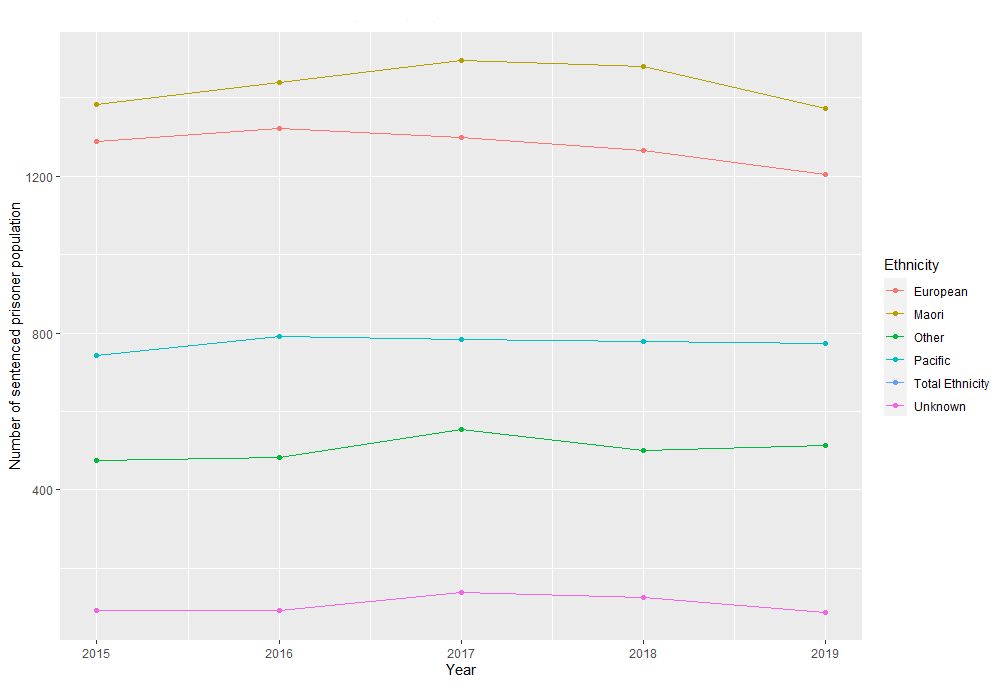 Number of sentenced prisoner population
1200
800
400
2015 2016 2017 2018 2019
Year
Ethnicity
European
Maori
Other
Pacific
Total Ethnicity
Unknown